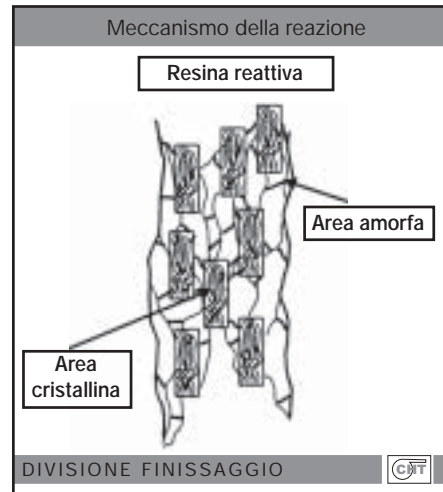 Meccanismo della reazione
Resina reattiva
Area amorfa
Area
cristallina
DIVISIONE FINISSAGGIO
CHT